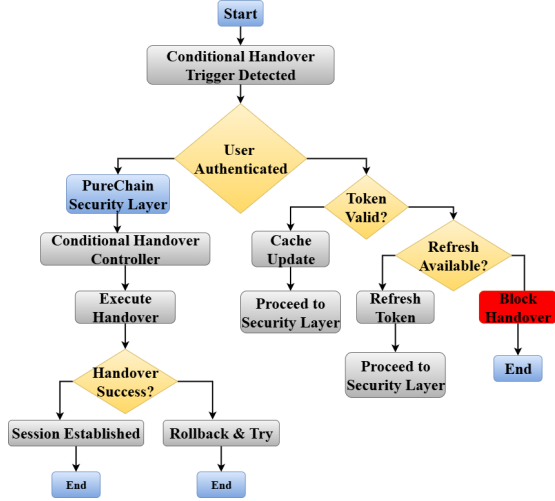 Start
Conditional Handover
Trigger Detected
User
Authenticated
PureChain
Security Layer
Token
Valid?
Conditional Handover
Controller
Cache
Update
Refresh
Available?
Execute
Handover
Proceed to
Security Layer
Refresh
Token
Block
Handover
Handover
Success?
Proceed to
Security Layer
End
Session Established
Rollback & Try
End
End